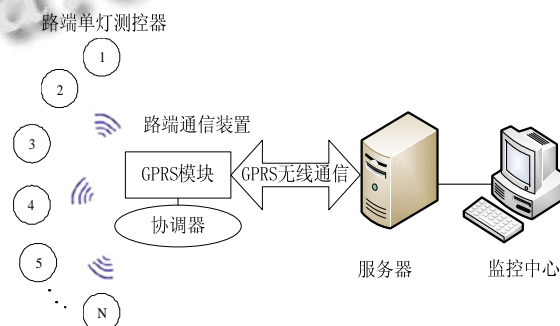 路端单灯测控器
1
2
3
4
5
N
路端通信装置
GPRS模块
GPRS无线通信
协调器
服务器
监控中心